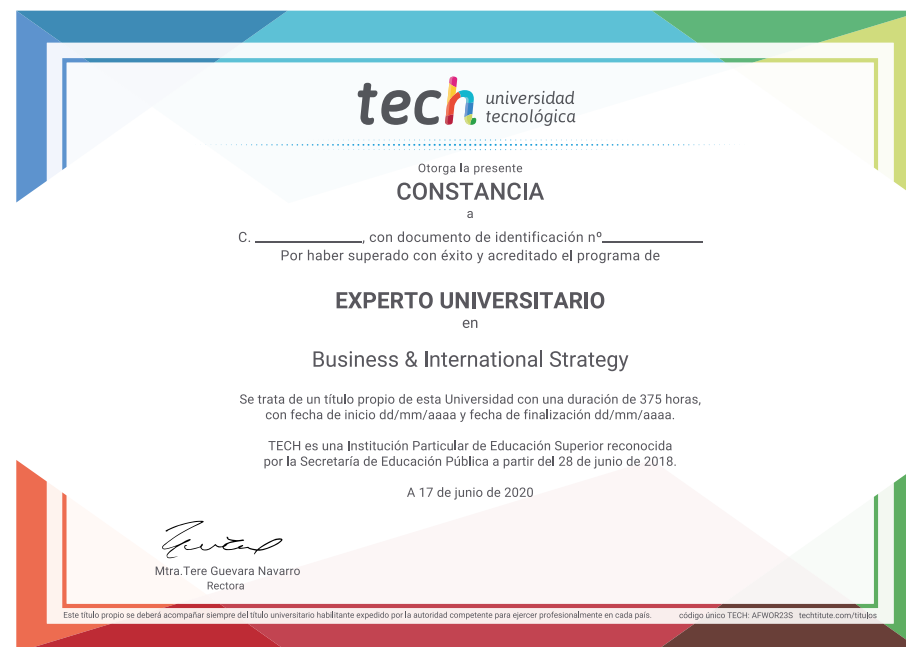 tech universidad
tecnológica
Otorga la presente
CONSTANCIA
a
C. ____________, con documento de identificación nº____________
Por haber superado con éxito y acreditado el programa de
EXPERTO UNIVERSITARIO
en
Business & International Strategy
Se trata de un título propio de esta Universidad con una duración de 375 horas,
con fecha de inicio dd/mm/aaaa y fecha de finalización dd/mm/aaaa.
TECH es una Institución Particular de Educación Superior reconocida
por la Secretaría de Educación Pública a partir del 28 de junio de 2018.
A 17 de junio de 2020
Mtra.Tere Guevara Navarro
Rectora
Este título propio se deberá acompañar siempre del título universitario habilitante expedido por la autoridad competente para ejercer profesionalmente en cada país. código único TECH: AFWOR23S techtitute.com/títulos